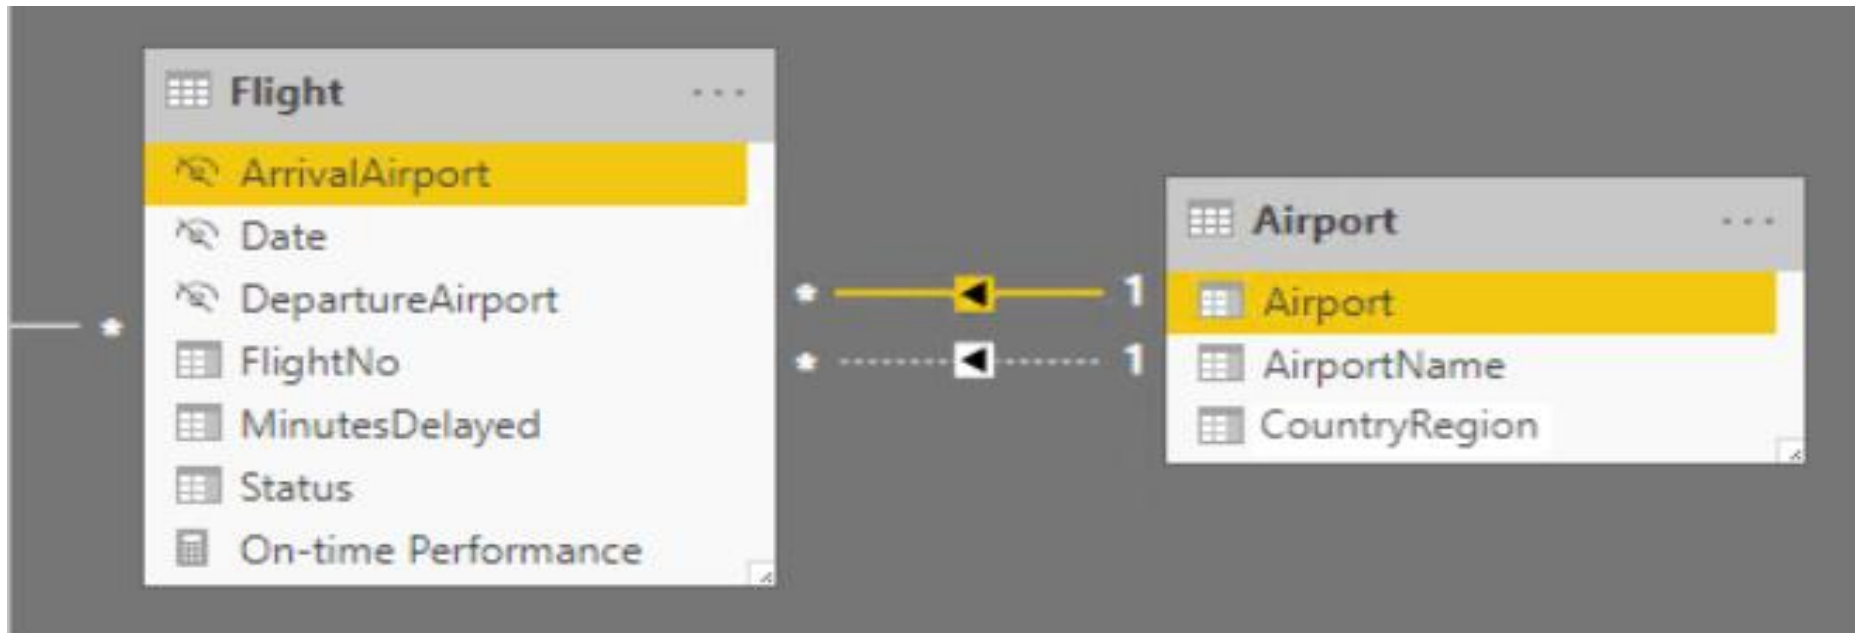 Flight
ArrivalAirport
Date
DepartureAirport
FlightNo
MinutesDelayed
Status
On-time Performance
*
* 1
* 1
Airport
Airport
AirportName
CountryRegion